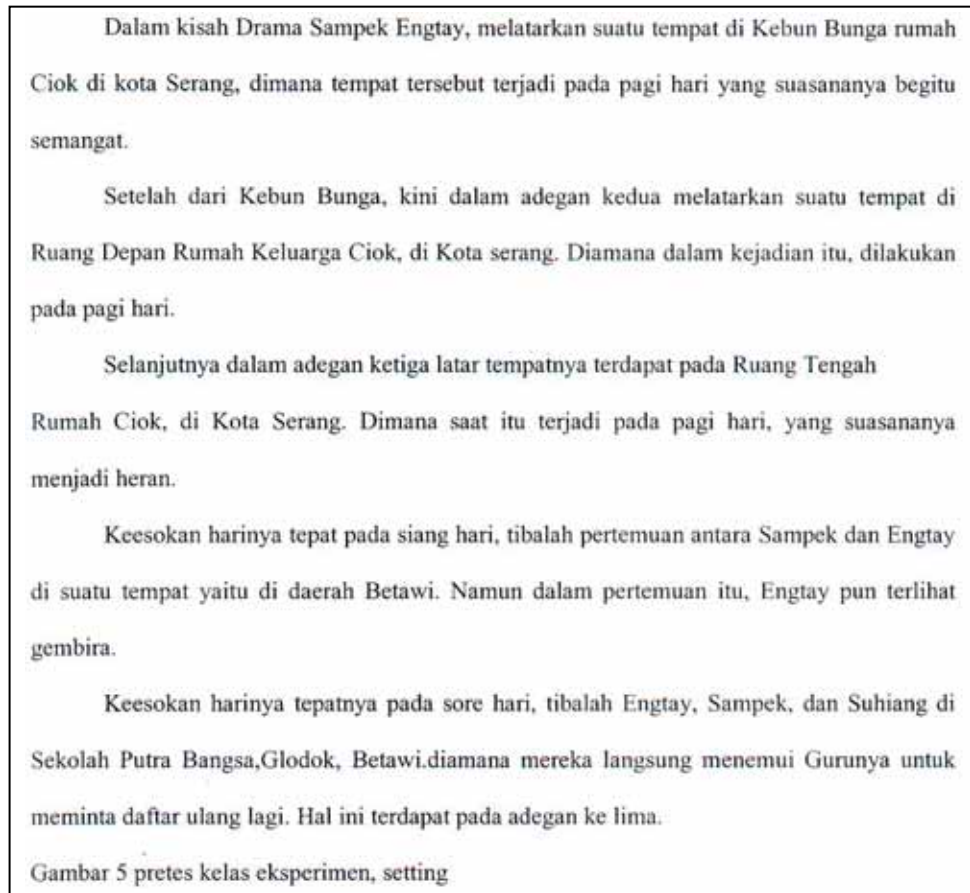 Dalam kisah Drama Sampek Engtay, melatarkan suatu tempat di Kebun Bunga rumah
Ciok di kota Serang, dimana tempat tersebut terjadi pada pagi hari yang suasananya begitu
semangat.
Setelah dari Kebun Bunga, kini dalam adegan kedua melatarkan suatu tempat di
Ruang Depan Rumah Keluarga Ciok, di Kota serang. Diamana dalam kejadian itu, dilakukan
pada pagi hari.
Selanjutnya dalam adegan ketiga latar tempatnya terdapat pada Ruang Tengah
Rumah Ciok, di Kota Serang. Dimana saat itu terjadi pada pagi hari, yang suasananya
menjadi heran.
Keesokan harinya tepat pada siang hari, tibalah pertemuan antara Sampek dan Engtay
di suatu tempat yaitu di daerah Betawi. Namun dalam pertemuan itu, Engtay pun terlihat
gembira.
Keesokan harinya tepatnya pada sore hari, tibalah Engtay, Sampek, dan Suhiang di
Sekolah Putra Bangsa,Glodok, Betawi.diamana mereka langsung menemui Gurunya untuk
meminta daftar ulang lagi. Hal ini terdapat pada adegan ke lima.
Gambar 5 pretes kelas eksperimen, setting